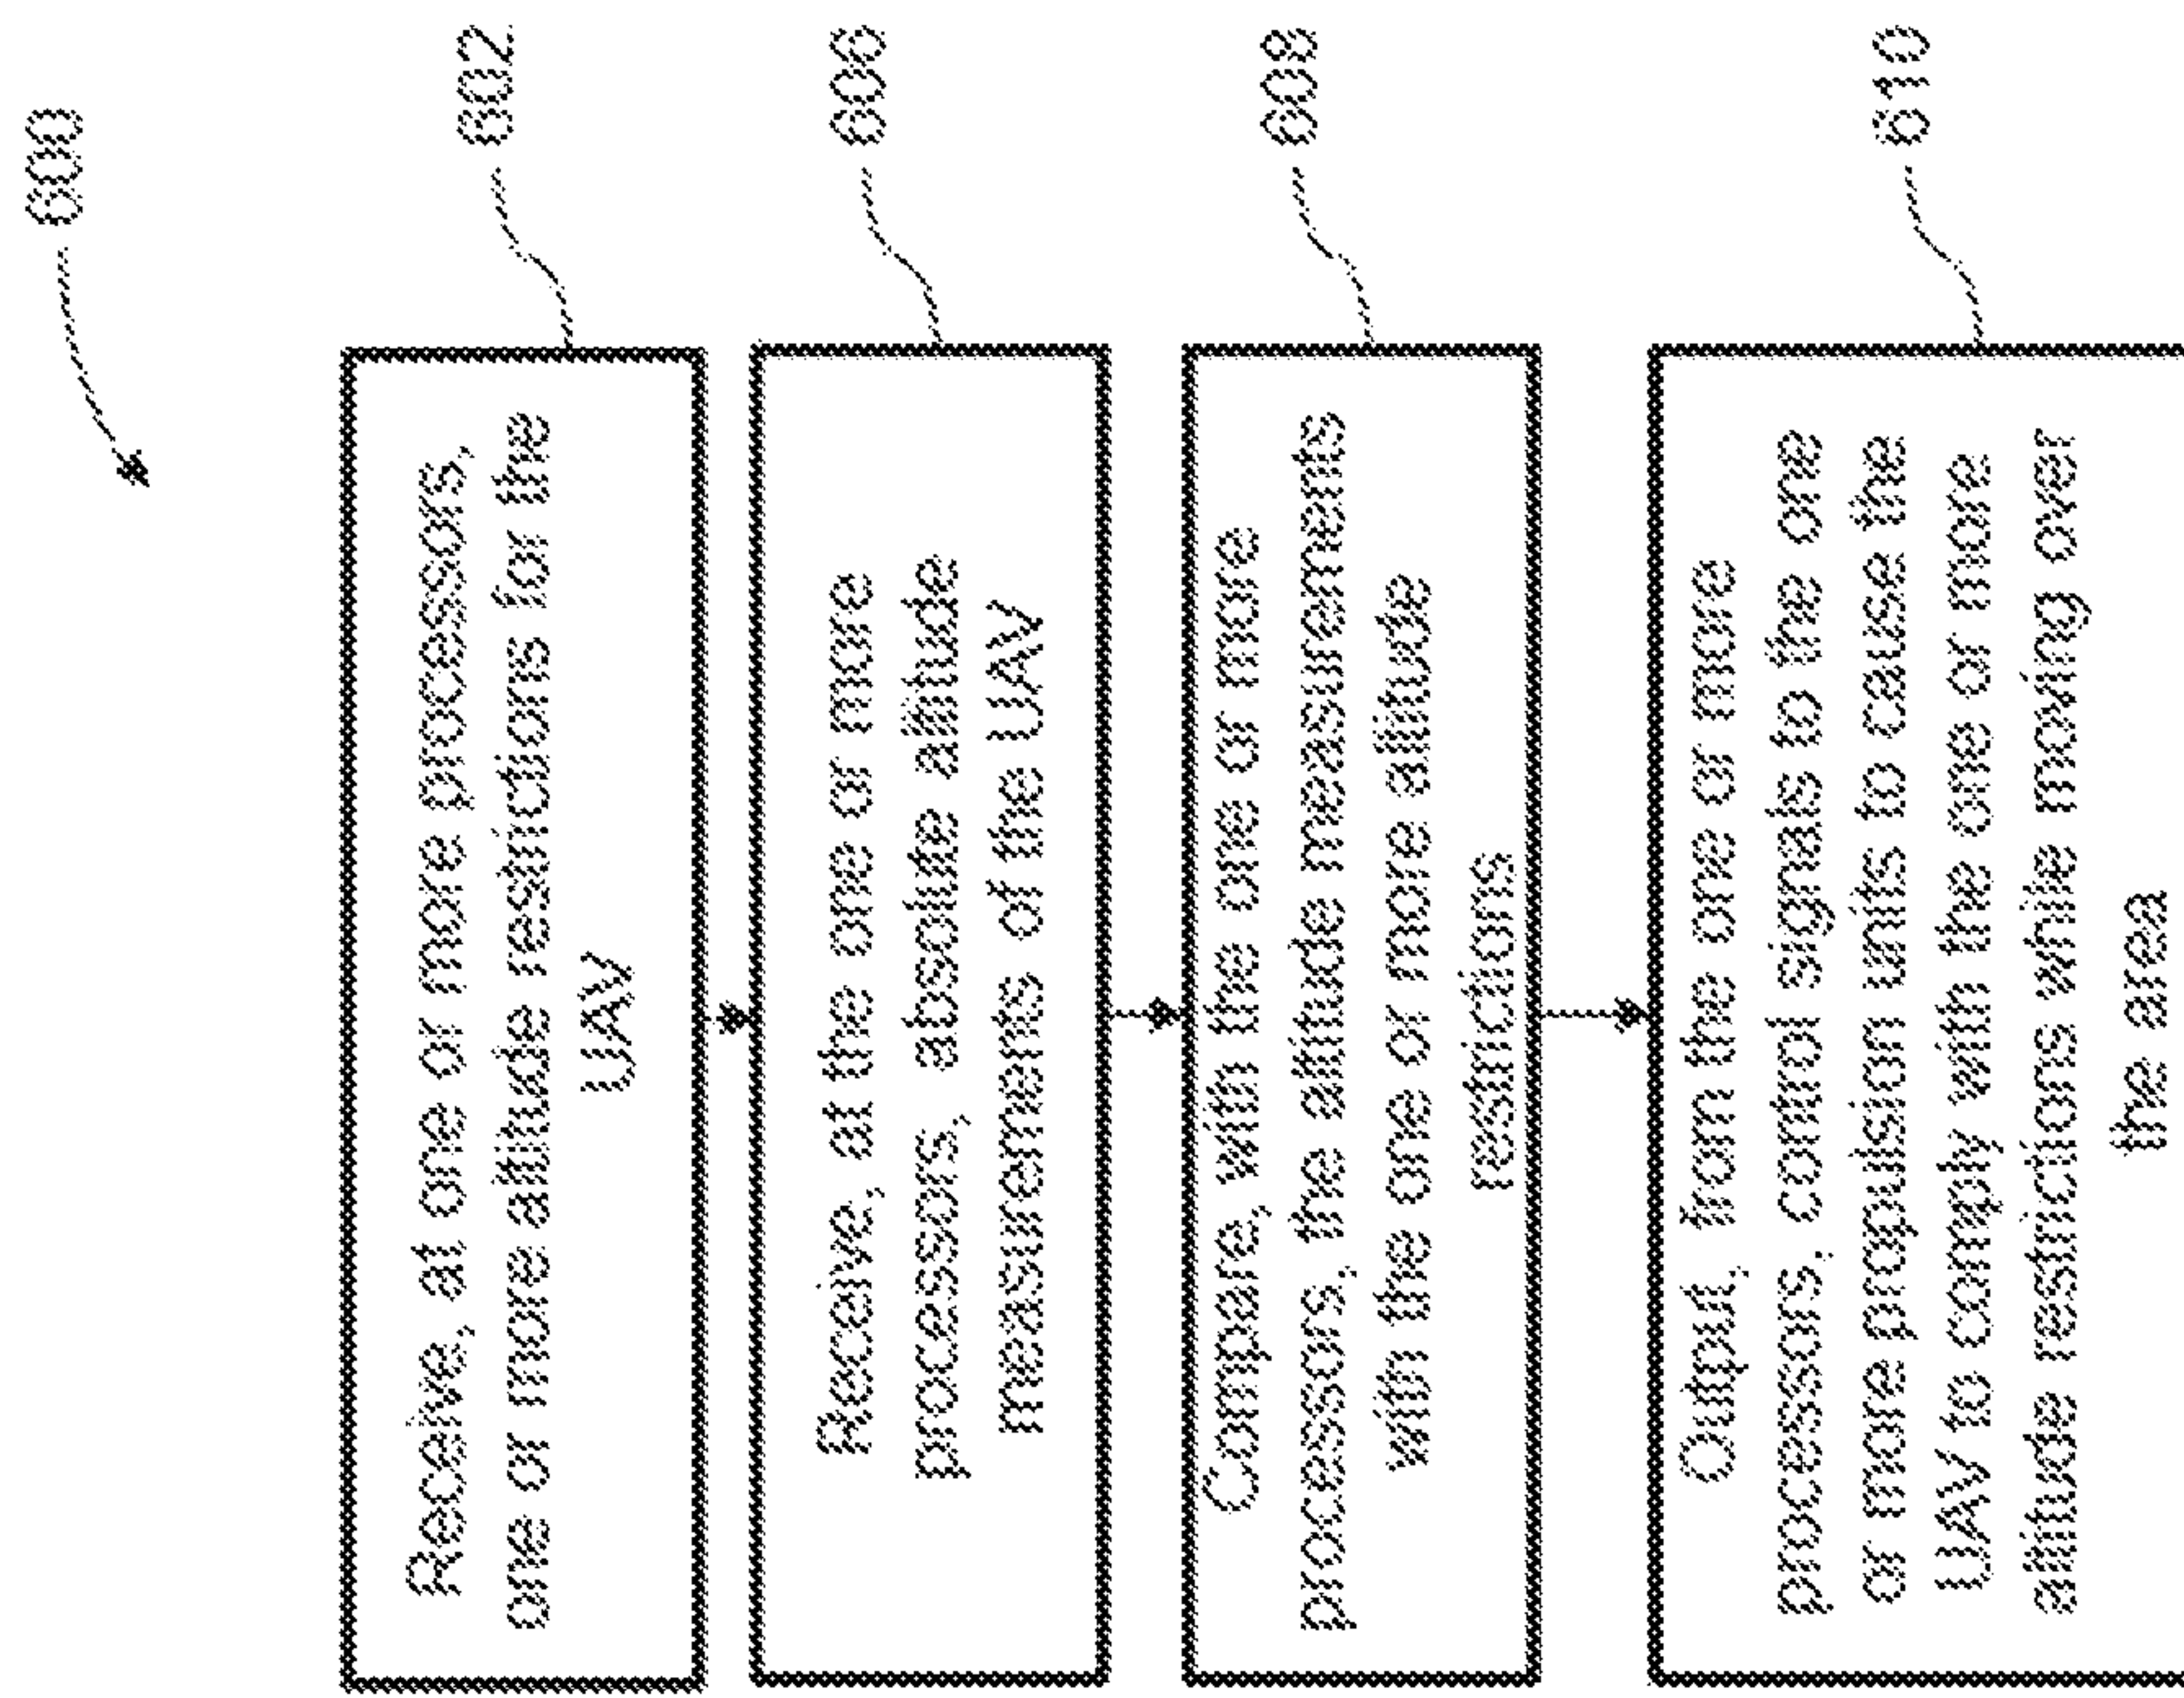 600
602
Receive, at one or more processors,
one or more altitude restrictions for the
UAV
606
Receive, at the one or more
processors, absolute altitude
measurements of the UAV
608
Compare, with the one or more
processors, the altitude measurements
with the one or more altitude
restrictions
610
Output, from the one or more
processors, control signals to the one
or more propulsion units to cause the
UAV to comply with the one or more
altitude restrictions while moving over
the area